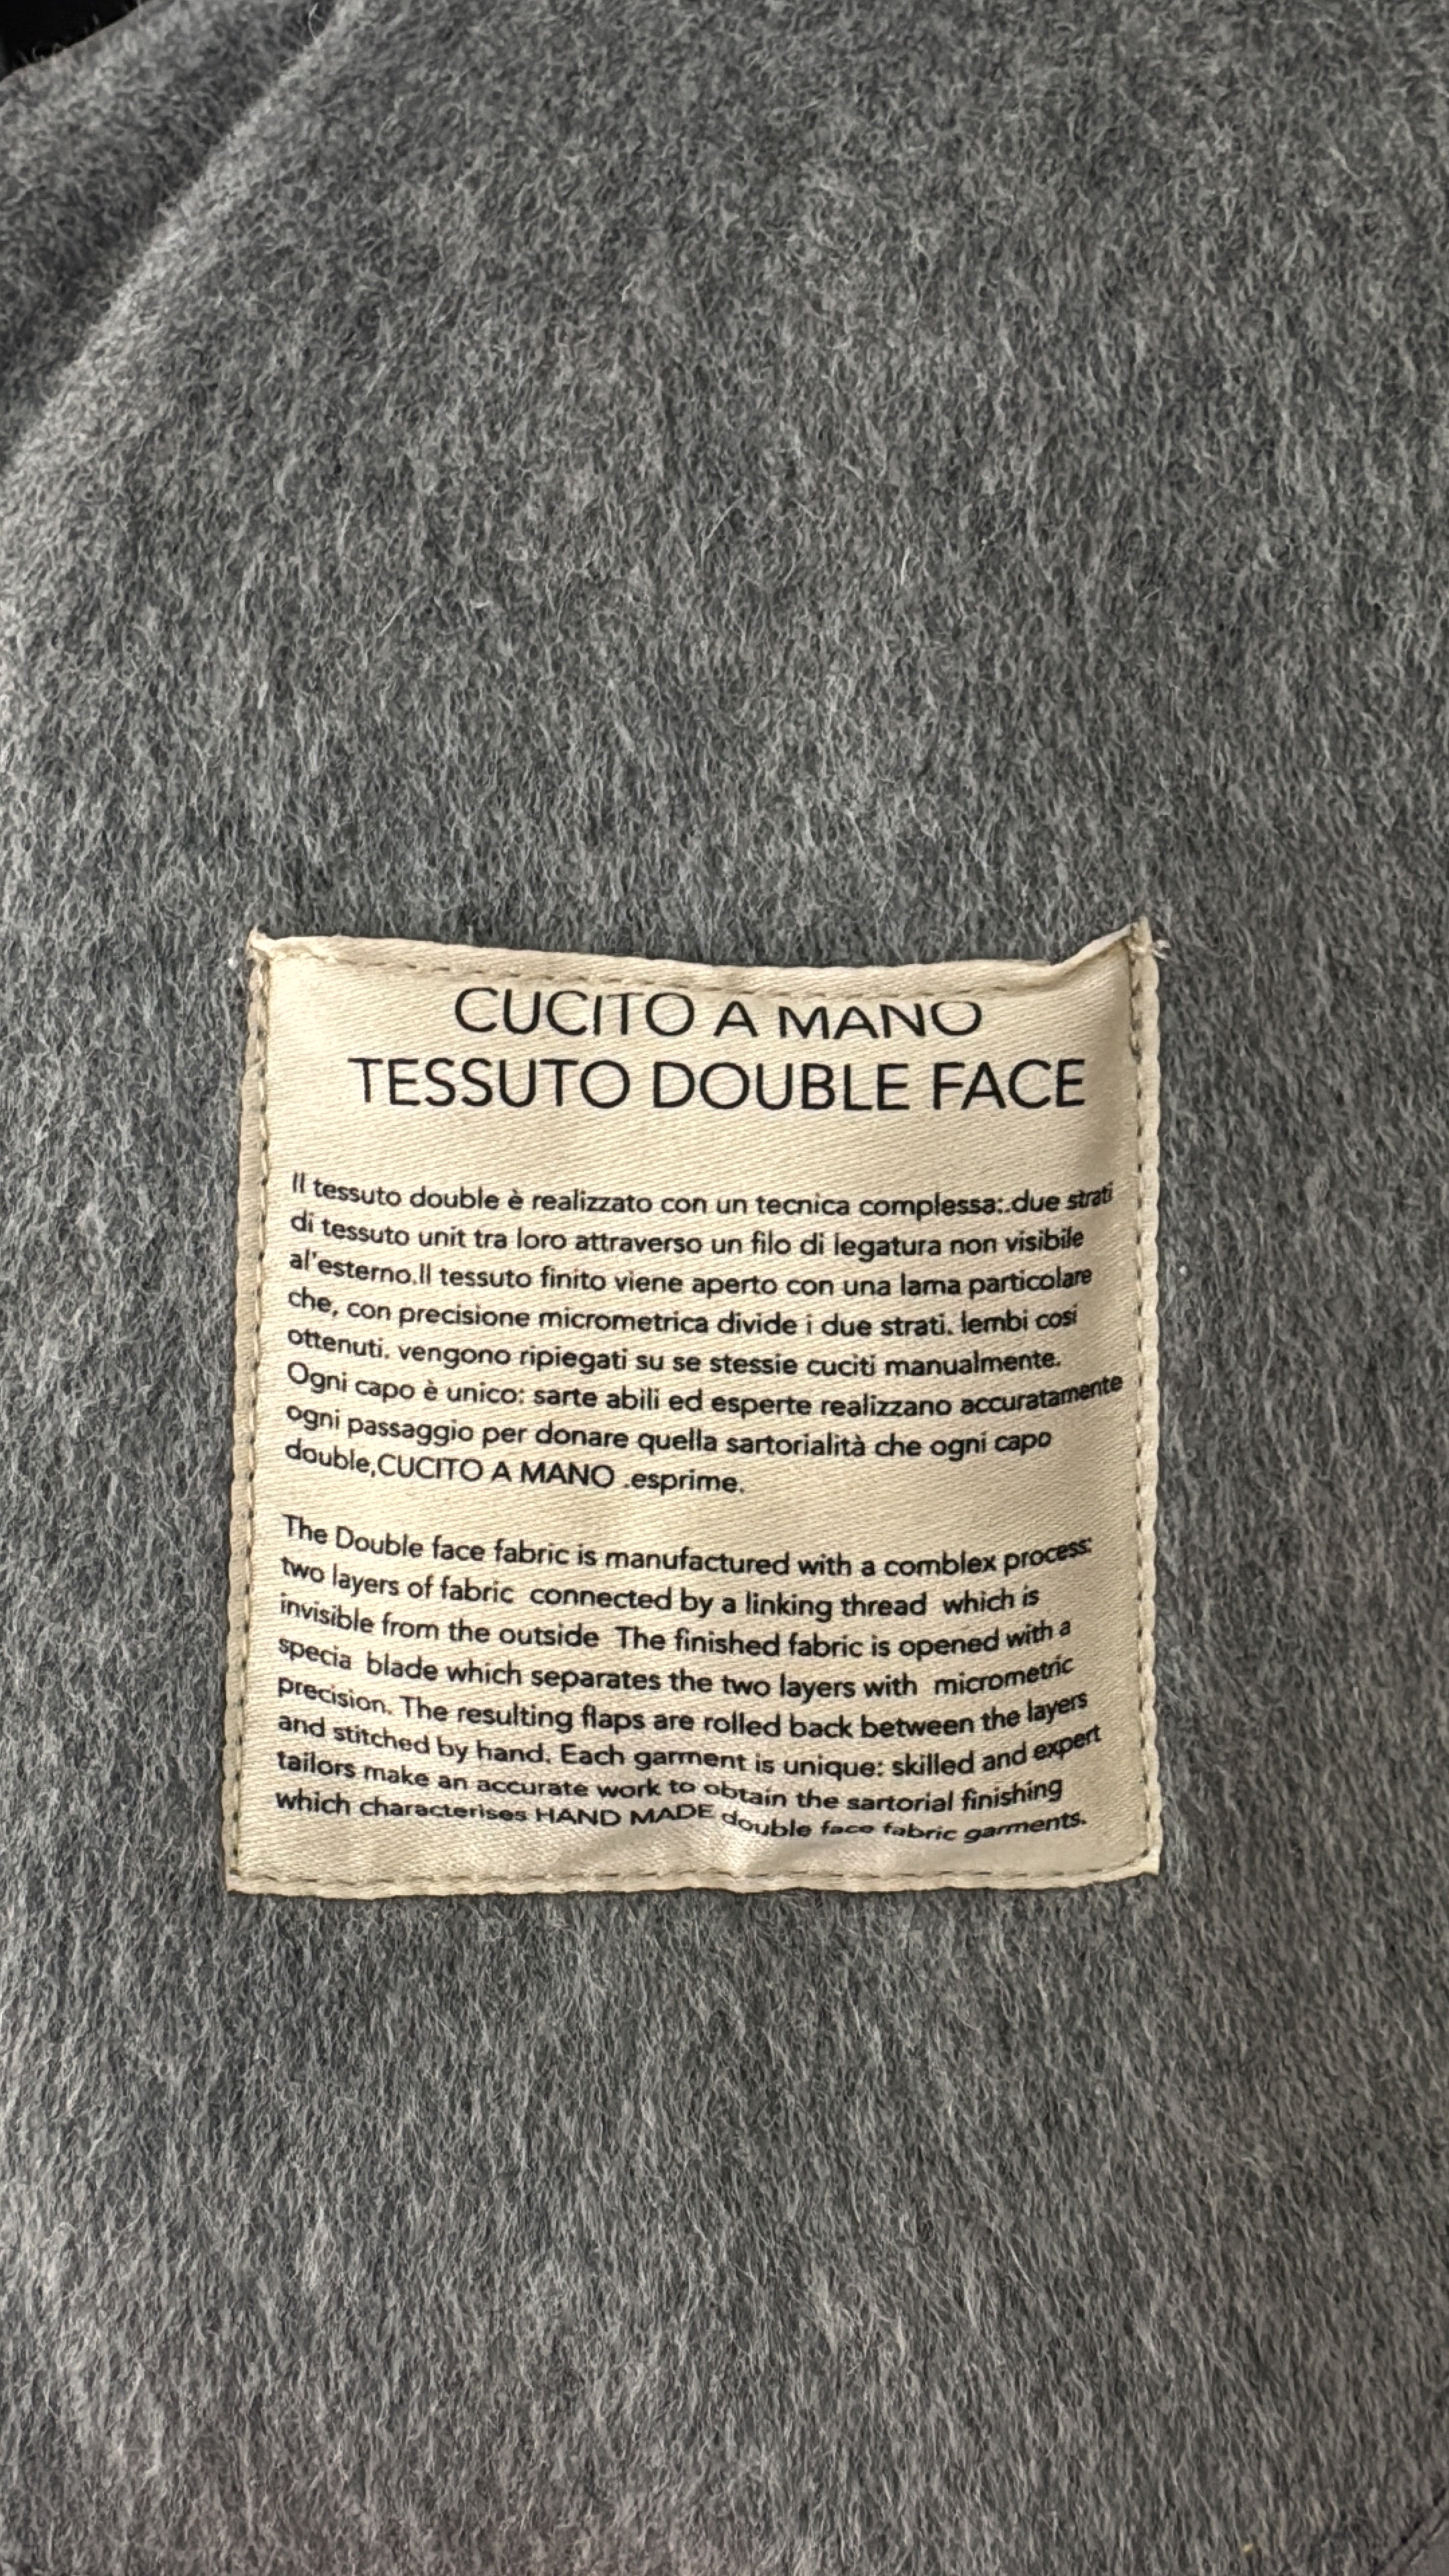 CUCITO A MANO
TESSUTO DOUBLE FACE
Il tessuto double è realizzato con un tecnica complessa:.due strati
di tessuto unit tra loro attraverso un filo di legatura non visibile
al'esterno.Il tessuto finito viene aperto con una lama particolare
che, con precisione micrometrica divide i due strati. lembi cosi
ottenuti. vengono ripiegati su se stessie cuciti manualmente.
Ogni capo è unico: sarte abili ed esperte realizzano accuratamente
ogni passaggio per donare quella sartorialità che ogni capo
double,CUCITO A MANO .esprime.
The Double face fabric is manufactured with a comblex process:
two layers of fabric connected by a linking thread which is
invisible from the outside The finished fabric is opened with a
specia blade which separates the two layers with micrometric
precision. The resulting flaps are rolled back between the layers
and stitched by hand. Each garment is unique: skilled and expert
tailors make an accurate work to obtain the sartorial finishing
which characterises HAND MADE double face fabric garments.